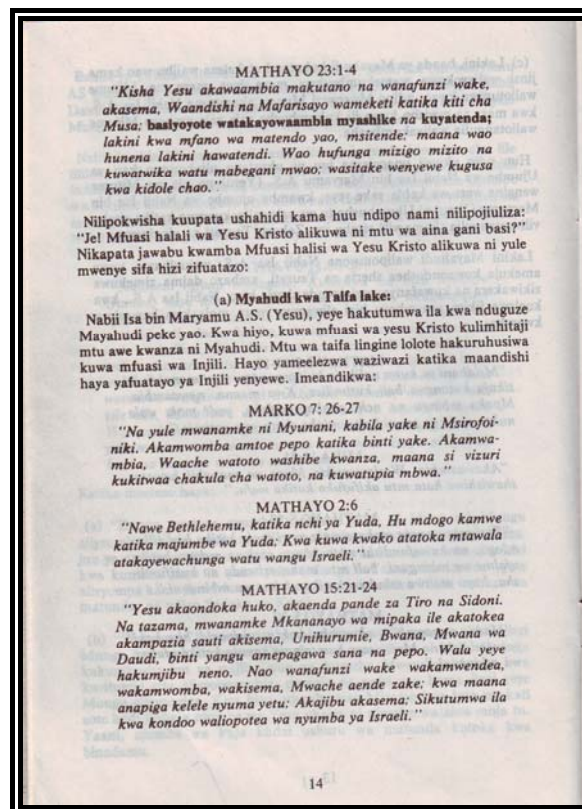 MATHAYO 23:1-4
"Kisha Yesu akawaambia makutano na wanafunzi wake,
akasema, Waandishi na Mafarisayo wameketi katika kiti cha
Musa; basiyoyote watakayowaambia myashike na kuyatenda;
lakini kwa mfano wa matendo yao, msitende; maana wao
hunena lakini hawatendi. Wao hufunga mizigo mizito na
kuwatwika watu mabegani mwao; wasitake wenyewe kugusa
kwa kidole chao."
Nilipokwisha kuupata ushahidi kama huu ndipo nami nilipojiuliza:
"Je! Mfuasi halali wa Yesu Kristo alikuwa ni mtu wa aina gani basi?"
Nikapata jawabu kwamba Mfuasi halisi wa Yesu Kristo alikuwa ni yule
mwenye sifa hizi zifuatazo:
(a) Myahudi kwa Taifa lake:
Nabii Isa bin Maryamu A.S. (Yesu), yeye hakutumwa ila kwa nduguze
Mayahudi peke yao. Kwa hiyo, kuwa mfuasi wa yesu Kristo kulimhitaji
mtu awe kwanza ni Myahudi. Mtu wa taifa lingine lolote hakuruhusiwa
kuwa mfuasi wa Injili. Hayo yameelezwa waziwazi katika maandishi
haya yafuatayo ya Injili yenyewe. Imeandikwa:
MARKO 7: 26-27
"Na yule mwanamke ni Myunani, kabila yake ni Msirofoi-
niki. Akamwomba amtoe pepo katika binti yake. Akamwa-
mbia, Waache watoto washibe kwanza, maana si vizuri
kukitwaa chakula cha watoto, na kuwatupia mbwa."
MATHAYO 2:6
"Nawe Bethlehemu, katika nchi ya Yuda, Hu mdogo kamwe
katika majumbe wa Yuda; Kwa kuwa kwako atatoka mtawala
atakayewachunga watu wangu Israeli."
MATHAYO 15:21-24
"Yesu akaondoka huko, akaenda pande za Tiro na Sidoni.
Na tazama, mwanamke Mkananayo wa mipaka ile akatokea
akampazia sauti akisema, Unihurumie, Bwana, Mwana wa
Daudi, binti yangu amepagawa sana na pepo. Walu yeye
hakumjibu neno. Nao wanafunzi wake wakamwendea,
wakamwomba, wakisema, Mwache aende zake; kwa maana
anapiga kelele nyuma yetu; Akajibu akasema; Sikutumwa ila
kwa kondoo waliopotea wa nyumba ya Israeli."
14